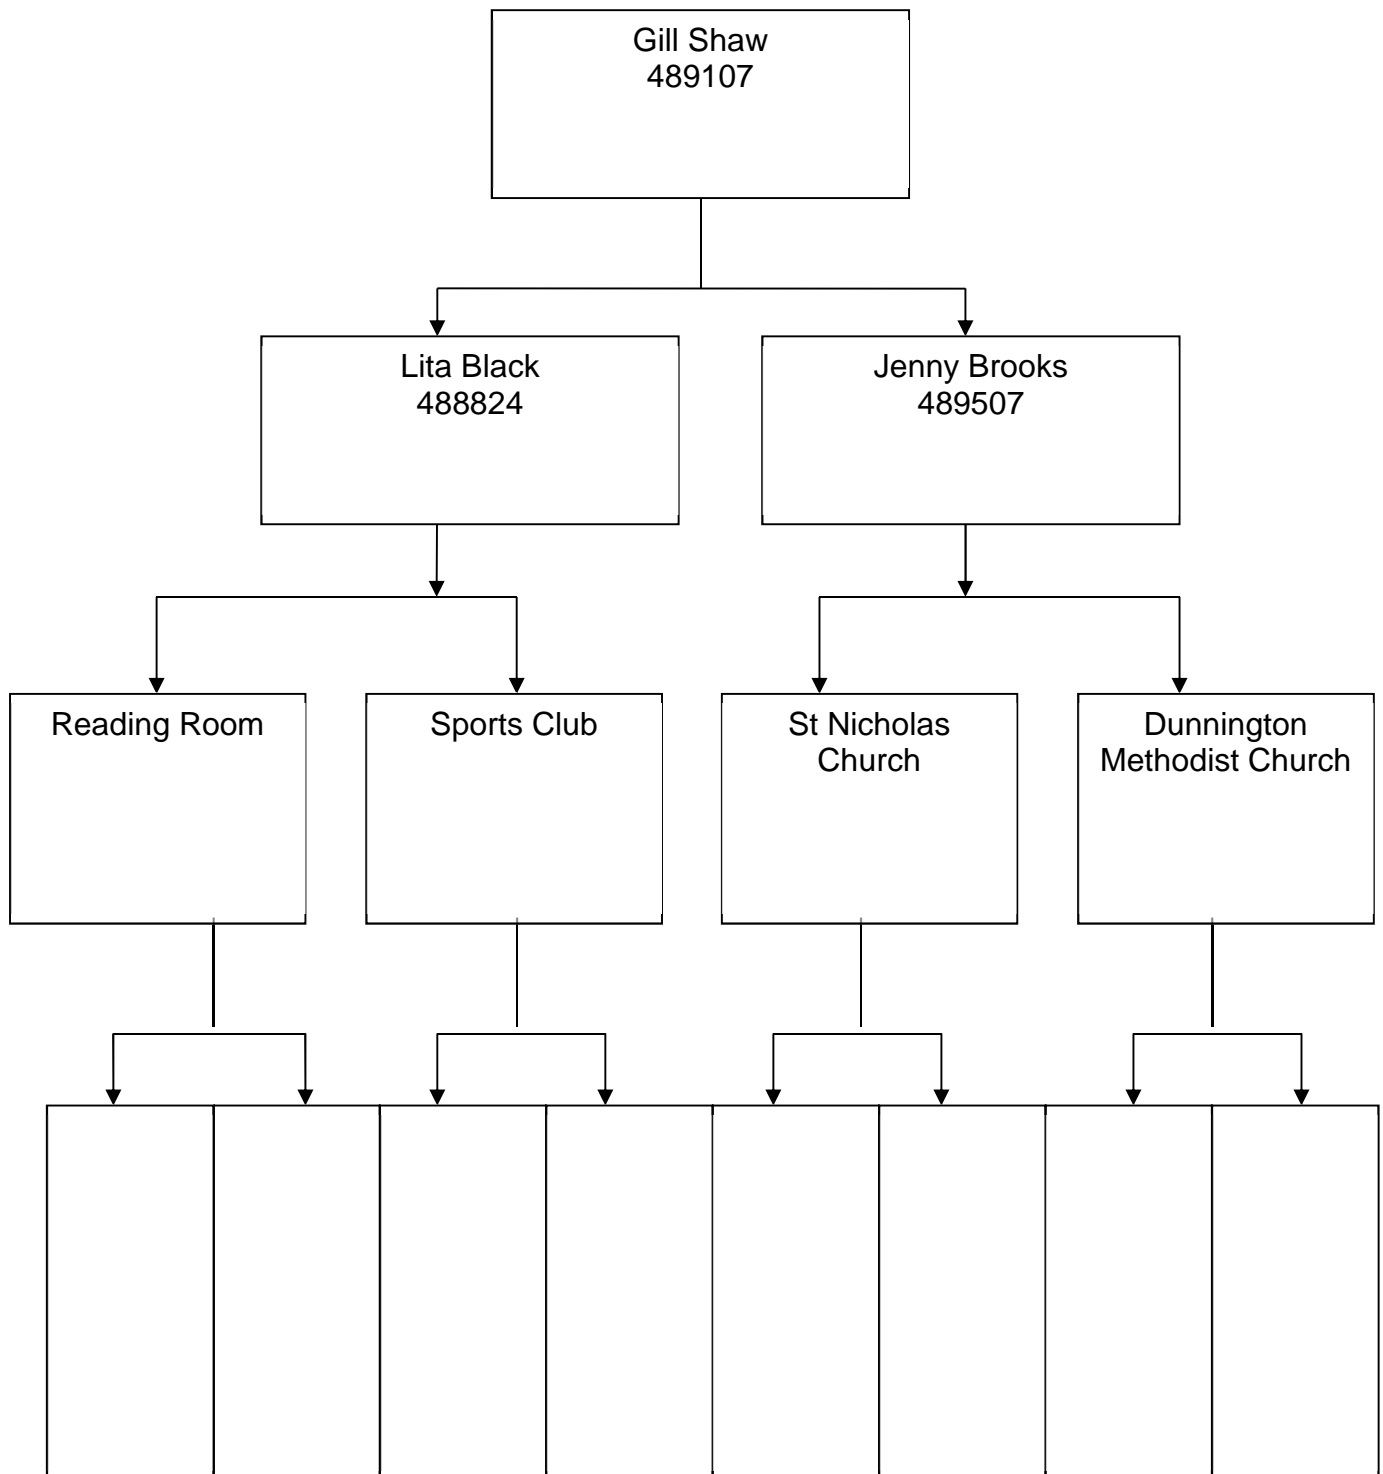 Gill Shaw
489107
Lita Black
488824
Jenny Brooks
489507
Reading Room
Sports Club
St Nicholas
Church
Dunnington
Methodist Church